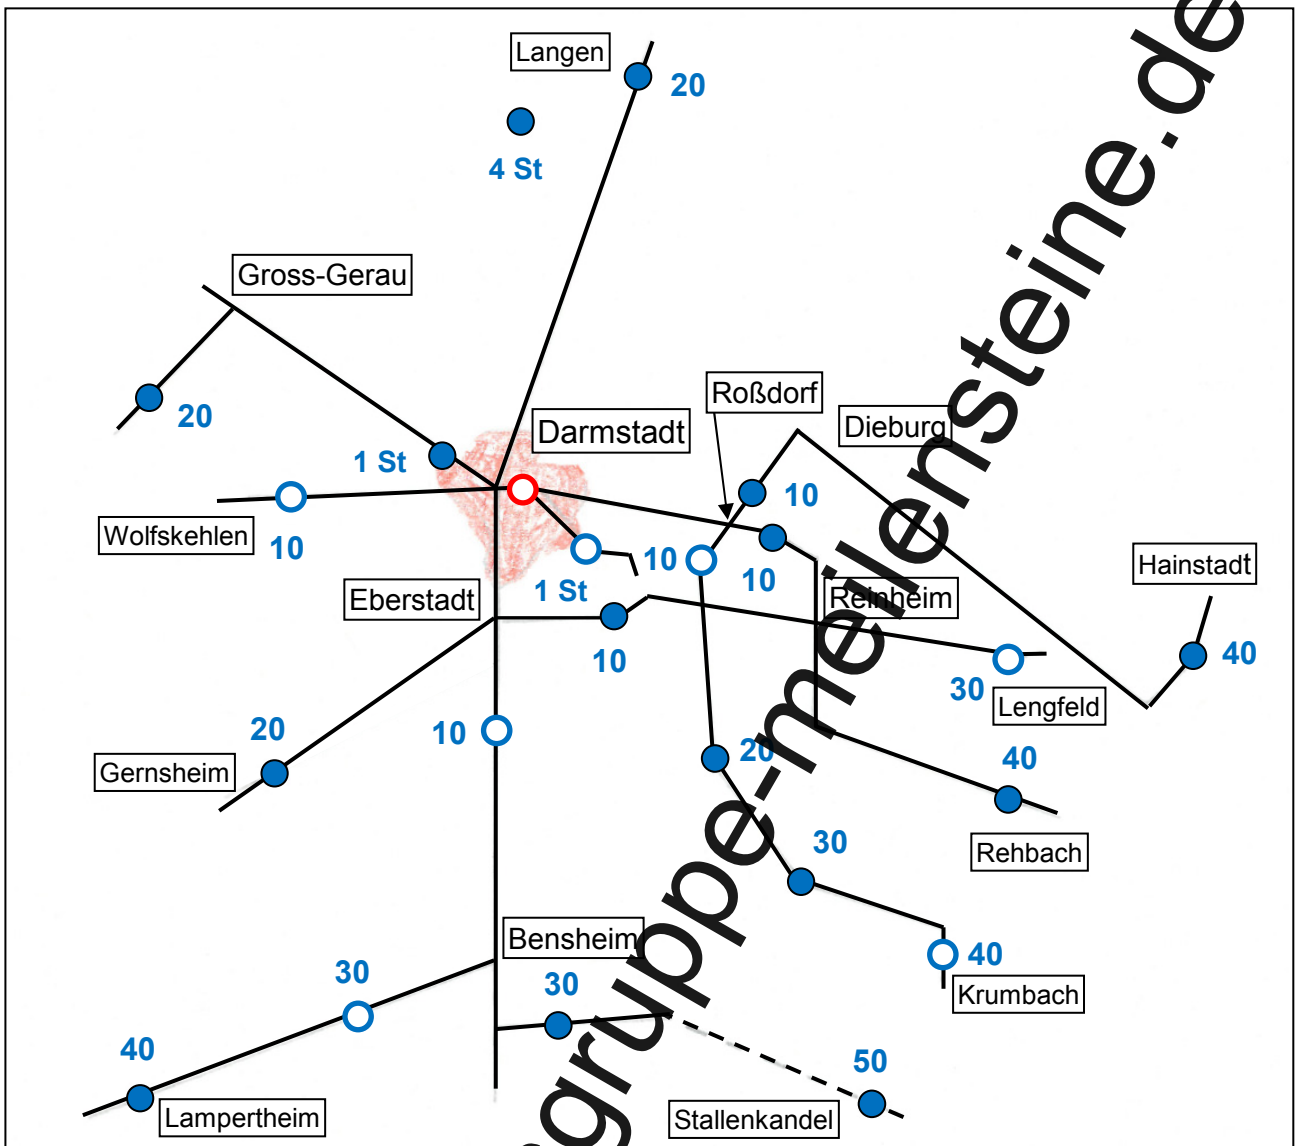 Langen
20
4 St
Gross-Gerau
20
Roßdorf
Darmstadt
Dieburg
1 St
10
Wolfskehlen
10
10
10
Hainstadt
1 St
Eberstadt
Reinheim
10
40
30
Lengfeld
20
10
20
Gernsheim
40
30
Rehbach
Bensheim
30
40
30
Krumbach
40
50
Lampertheim
Stallenkandel
gruppe-meilensteine.de